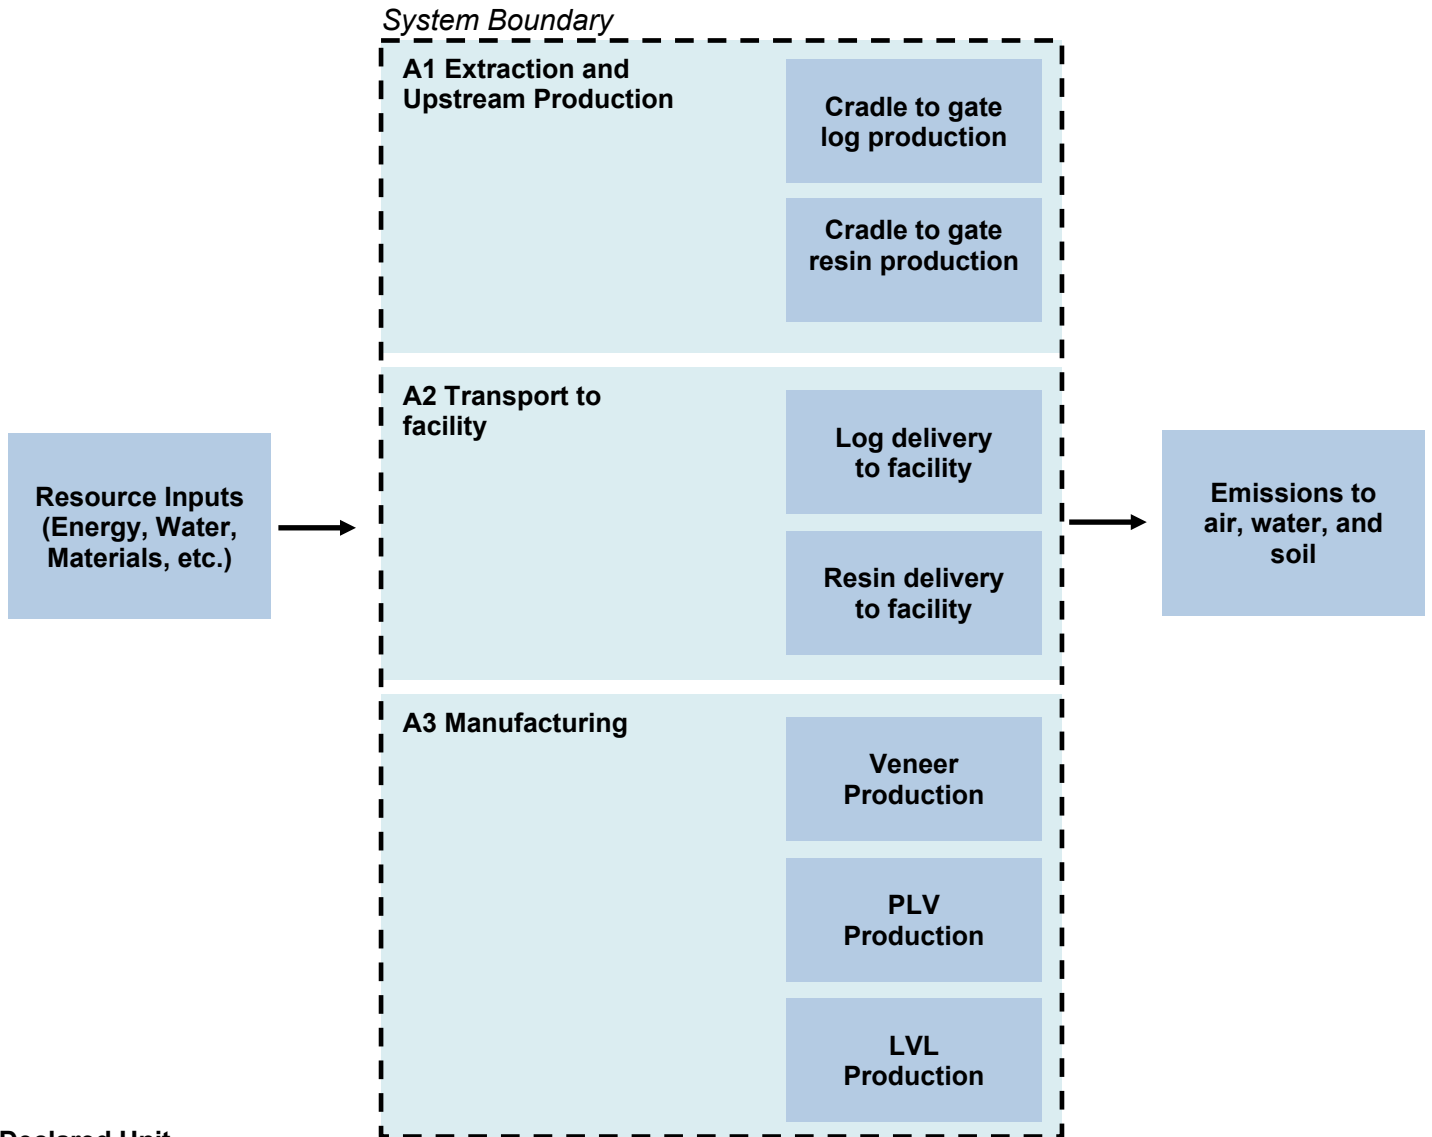 System Boundary
A1 Extraction and
Upstream Production
Cradle to gate
log production
Cradle to gate
resin production
A2 Transport to
facility
Log delivery
to facility
Resin delivery
to facility
Resource Inputs
(Energy, Water,
Materials, etc.)
Emissions to
air, water, and
soil
A3 Manufacturing
Veneer
Production
PLV
Production
LVL
Production
Declared Unit